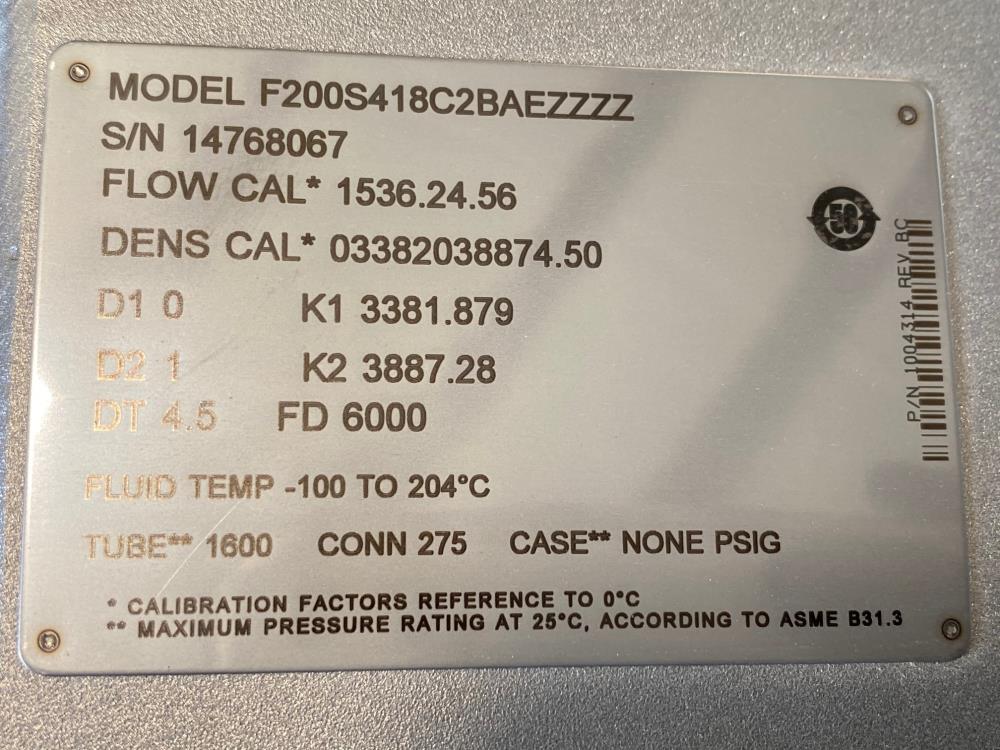 MODEL F200S418C2BAEZZZZ
S/N 14768067
FLOW CAL* 1536.24.56
DENS CAL* 03382038874.50
D1 0 K1 3381.879
D2 1 K2 3887.28
DT 4.5 FD 6000
FLUID TEMP -100 TO 204°C
TUBE** 1600 CONN 275 CASE** NONE PSIG
* CALIBRATION FACTORS REFERENCE TO 0°C
** MAXIMUM PRESSURE RATING AT 25°C, ACCORDING TO ASME B31.3
50
P/N 1004314 REV BC